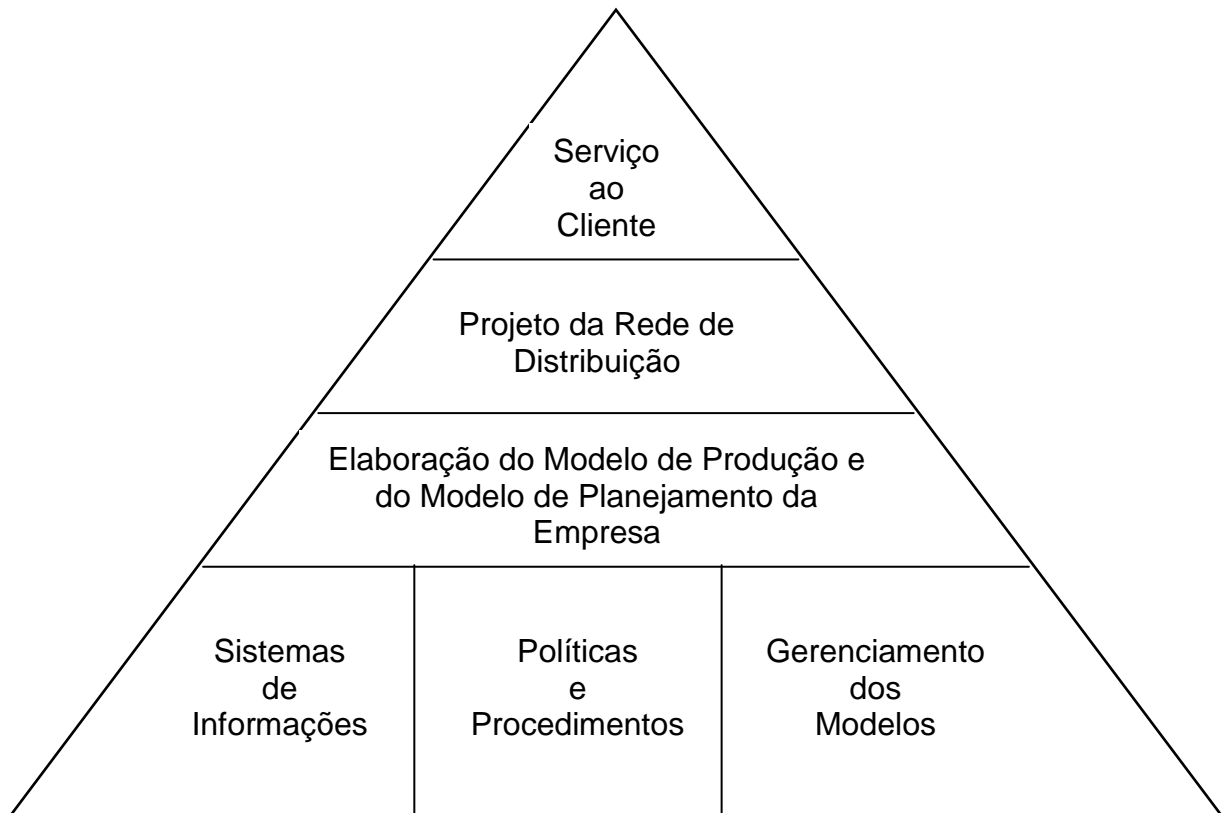 Serviço
ao
Cliente
Projeto da Rede de
Distribuição
Elaboração do Modelo de Produção e
do Modelo de Planejamento da
Empresa
Sistemas
de
Informações
Políticas
e
Procedimentos
Gerenciamento
dos
Modelos